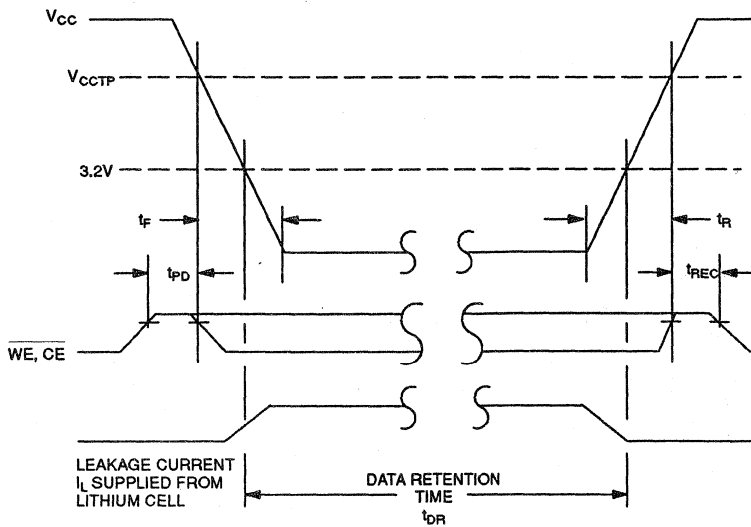 VCC
VCCTP
3.2V
tF
tR
tPD
tREC
WE, CE
LEAKAGE CURRENT
IL SUPPLIED FROM
LITHIUM CELL
DATA RETENTION
TIME
tDR